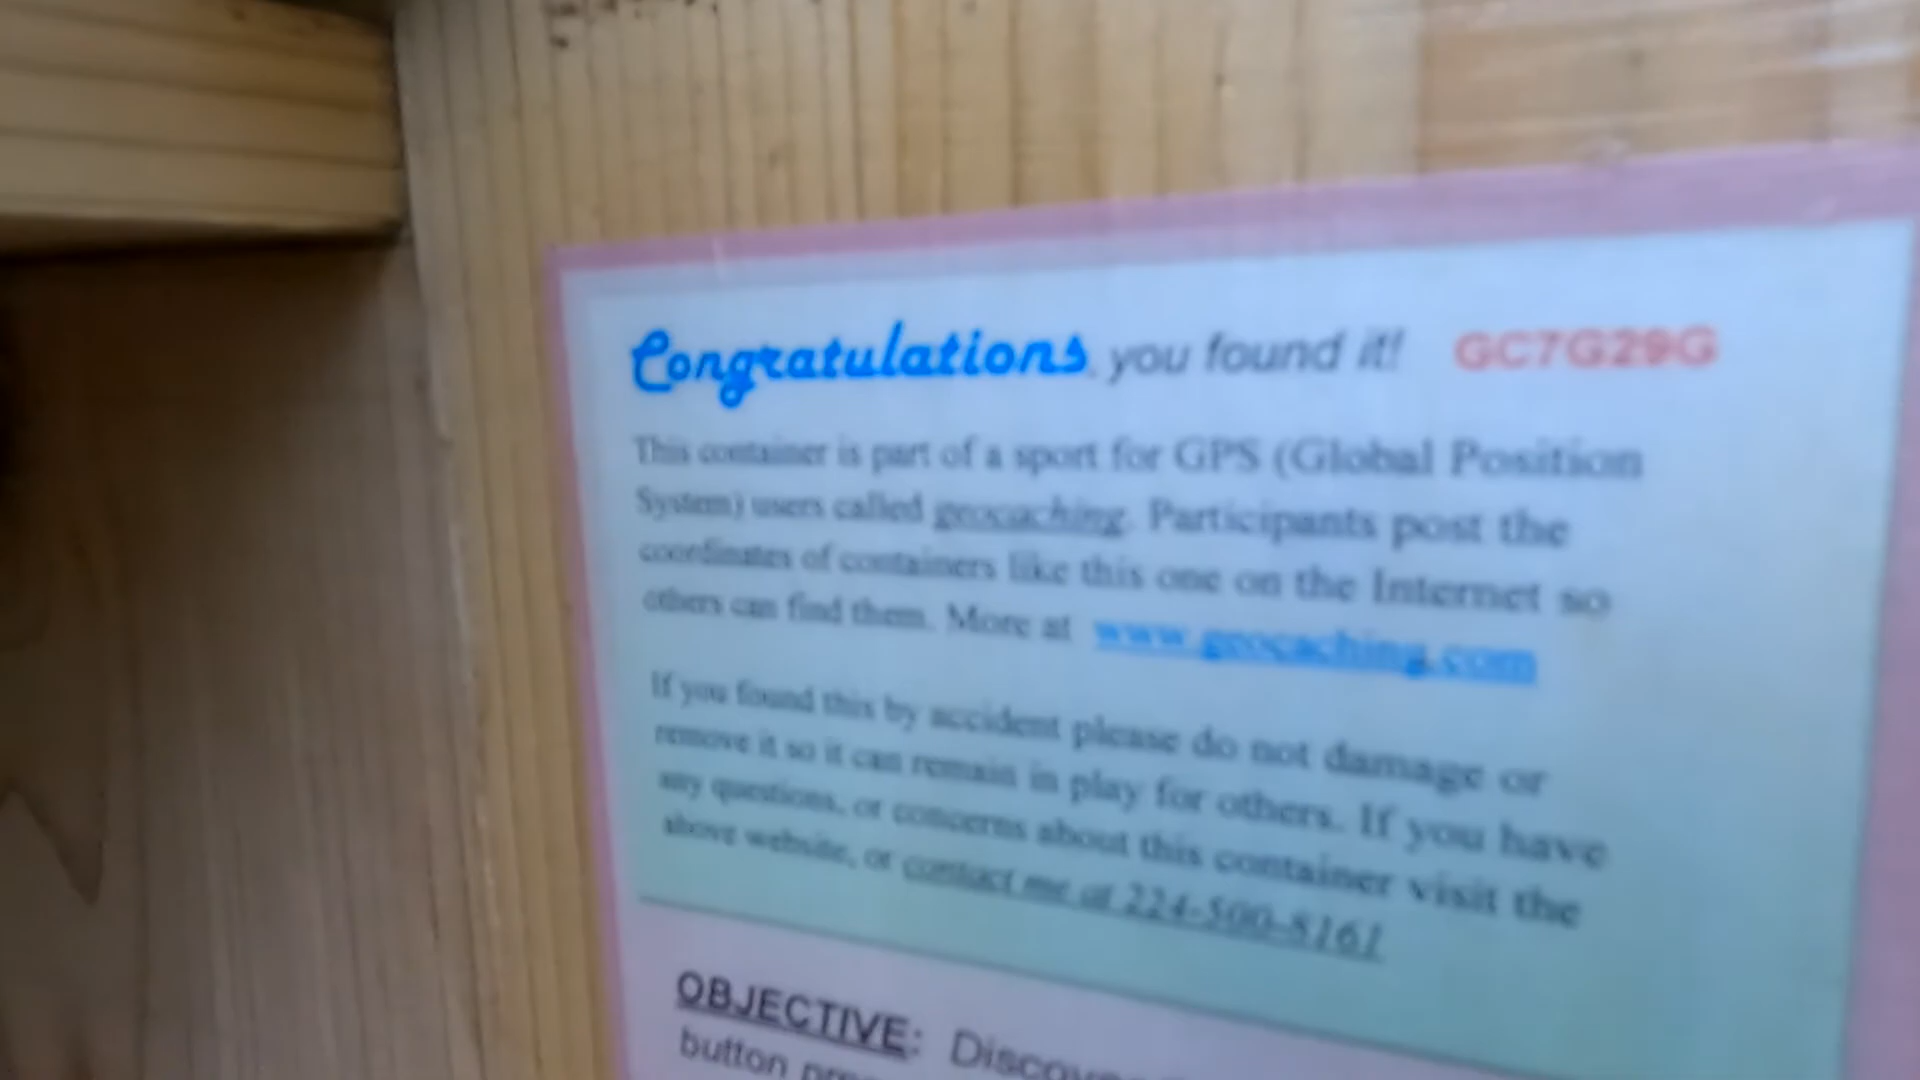 Congratulations, you found it! GC7G29G
This container is part of a sport for GPS (Global Position
System) users called geocaching. Participants post the
coordinates of containers like this one on the Internet so
others can find them. More at www.geocaching.com
If you found this by accident please do not damage or
remove it so it can remain in play for others. If you have
any questions, or concerns about this container visit the
above website, or contact me at 224-500-8161
OBJECTIVE:
button